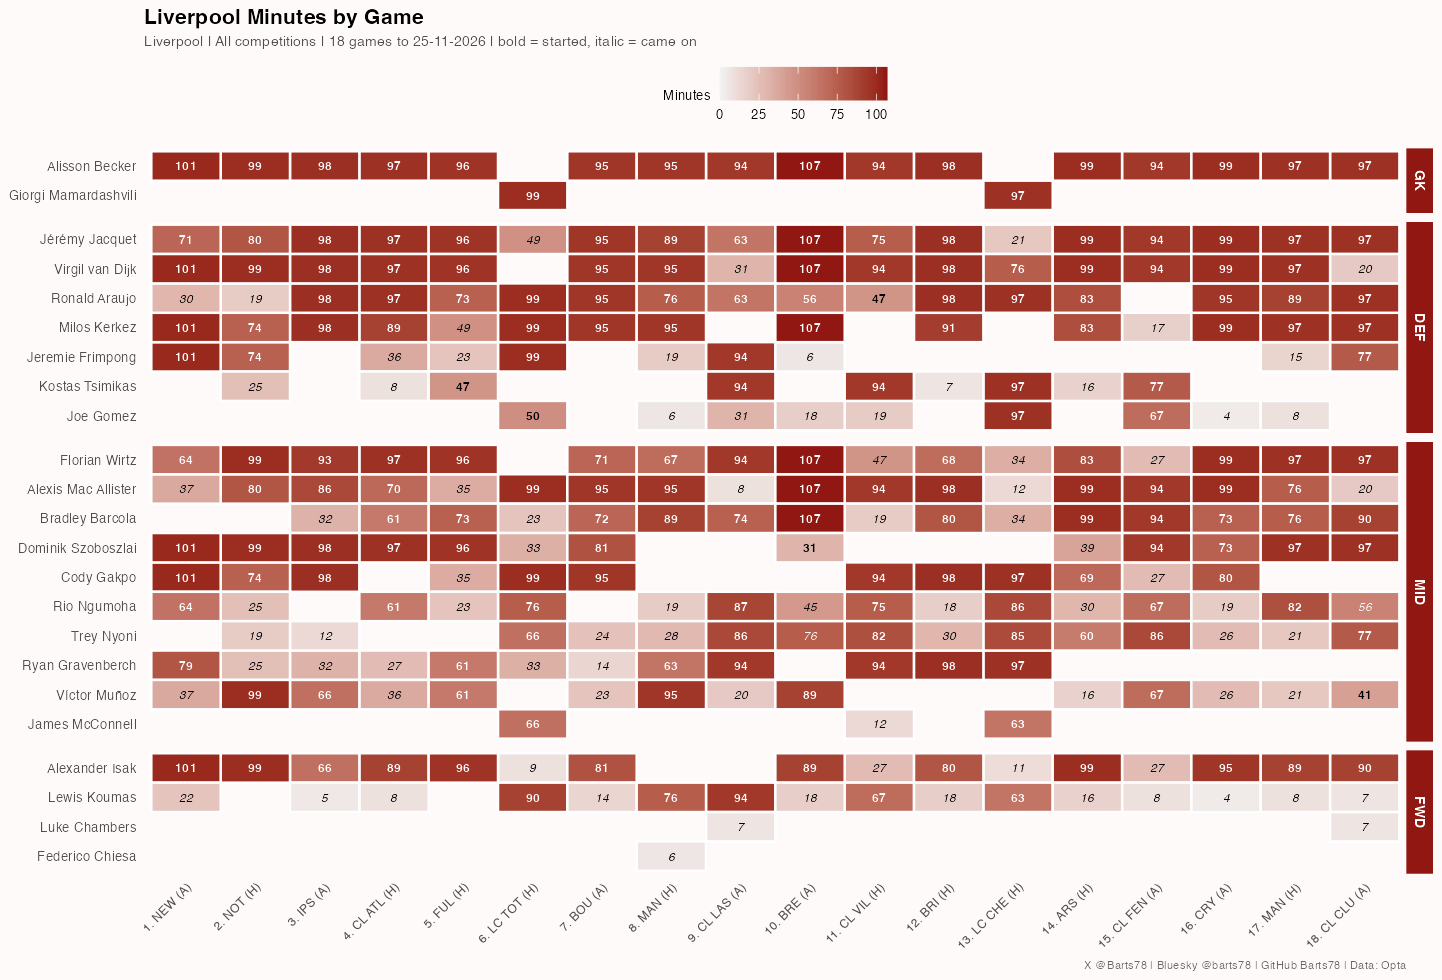 Liverpool Minutes by Game
Liverpool | All competitions | 18 games to 25-11-2026 | bold = started, italic = came on
Minutes
0 25 50 75 100
Alisson Becker 101 99 98 97 96 95 95 94 107 94 98 99 94 99 97 97
Giorgi Mamardashvili 99 97
GK
Jérémy Jacquet 71 80 98 97 96 49 95 89 63 107 75 98 21 99 94 99 97 97
Virgil van Dijk 101 99 98 97 96 95 95 31 107 94 98 76 99 94 99 97 20
Ronald Araujo 30 19 98 97 73 99 95 76 63 56 47 98 97 83 95 89 97
Milos Kerkez 101 74 98 89 49 99 95 95 107 91 83 17 99 97 97
Jeremie Frimpong 101 74 36 23 99 19 94 6 15 77
Kostas Tsimikas 25 8 47 94 94 7 97 16 77
Joe Gomez 50 6 31 18 19 97 67 4 8
DEF
Florian Wirtz 64 99 93 97 96 71 67 94 107 47 68 34 83 27 99 97 97
Alexis Mac Allister 37 80 86 70 35 99 95 95 8 107 94 98 12 99 94 99 76 20
Bradley Barcola 32 61 73 23 72 89 74 107 19 80 34 99 94 73 76 90
Dominik Szoboszlai 101 99 98 97 96 33 81 31 39 94 73 97 97
Cody Gakpo 101 74 98 35 99 95 94 98 97 69 27 80
Rio Ngumoha 64 25 61 23 76 19 87 45 75 18 86 30 67 19 82 56
Trey Nyoni 19 12 66 24 28 86 76 82 30 85 60 86 26 21 77
Ryan Gravenberch 79 25 32 27 61 33 14 63 94 94 98 97
Víctor Muñoz 37 99 66 36 61 23 95 20 89 16 67 26 21 41
James McConnell 66 12 63
MID
Alexander Isak 101 99 66 89 96 9 81 89 27 80 11 99 27 95 89 90
Lewis Koumas 22 5 8 90 14 76 94 18 67 18 63 16 8 4 8 7
Luke Chambers 7 7
Federico Chiesa 6
FWD
1. NEW (A)
2. NOT (H)
3. IPS (A)
4. CL ATL (H)
5. FUL (H)
6. LC TOT (H)
7. BOU (A)
8. MAN (H)
9. CL LAS (A)
10. BRE (A)
11. CL VIL (H)
12. BRI (H)
13. LC CHE (H)
14. ARS (H)
15. CL FEN (A)
16. CRY (A)
17. MAN (H)
18. CL CLU (A)
X @Barts78 | Bluesky @barts78 | GitHub Barts78 | Data: Opta